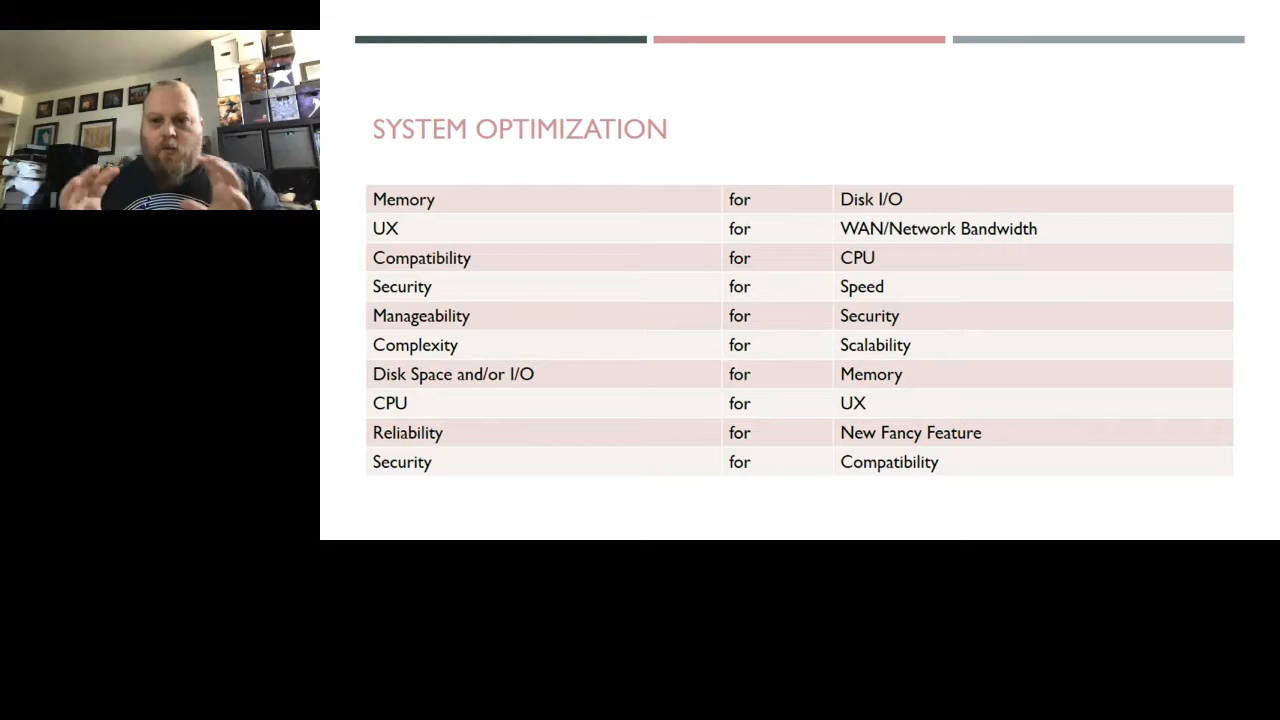 SYSTEM OPTIMIZATION
Memory for Disk I/O
UX for WAN/Network Bandwidth
Compatibility for CPU
Security for Speed
Manageability for Security
Complexity for Scalability
Disk Space and/or I/O for Memory
CPU for UX
Reliability for New Fancy Feature
Security for Compatibility